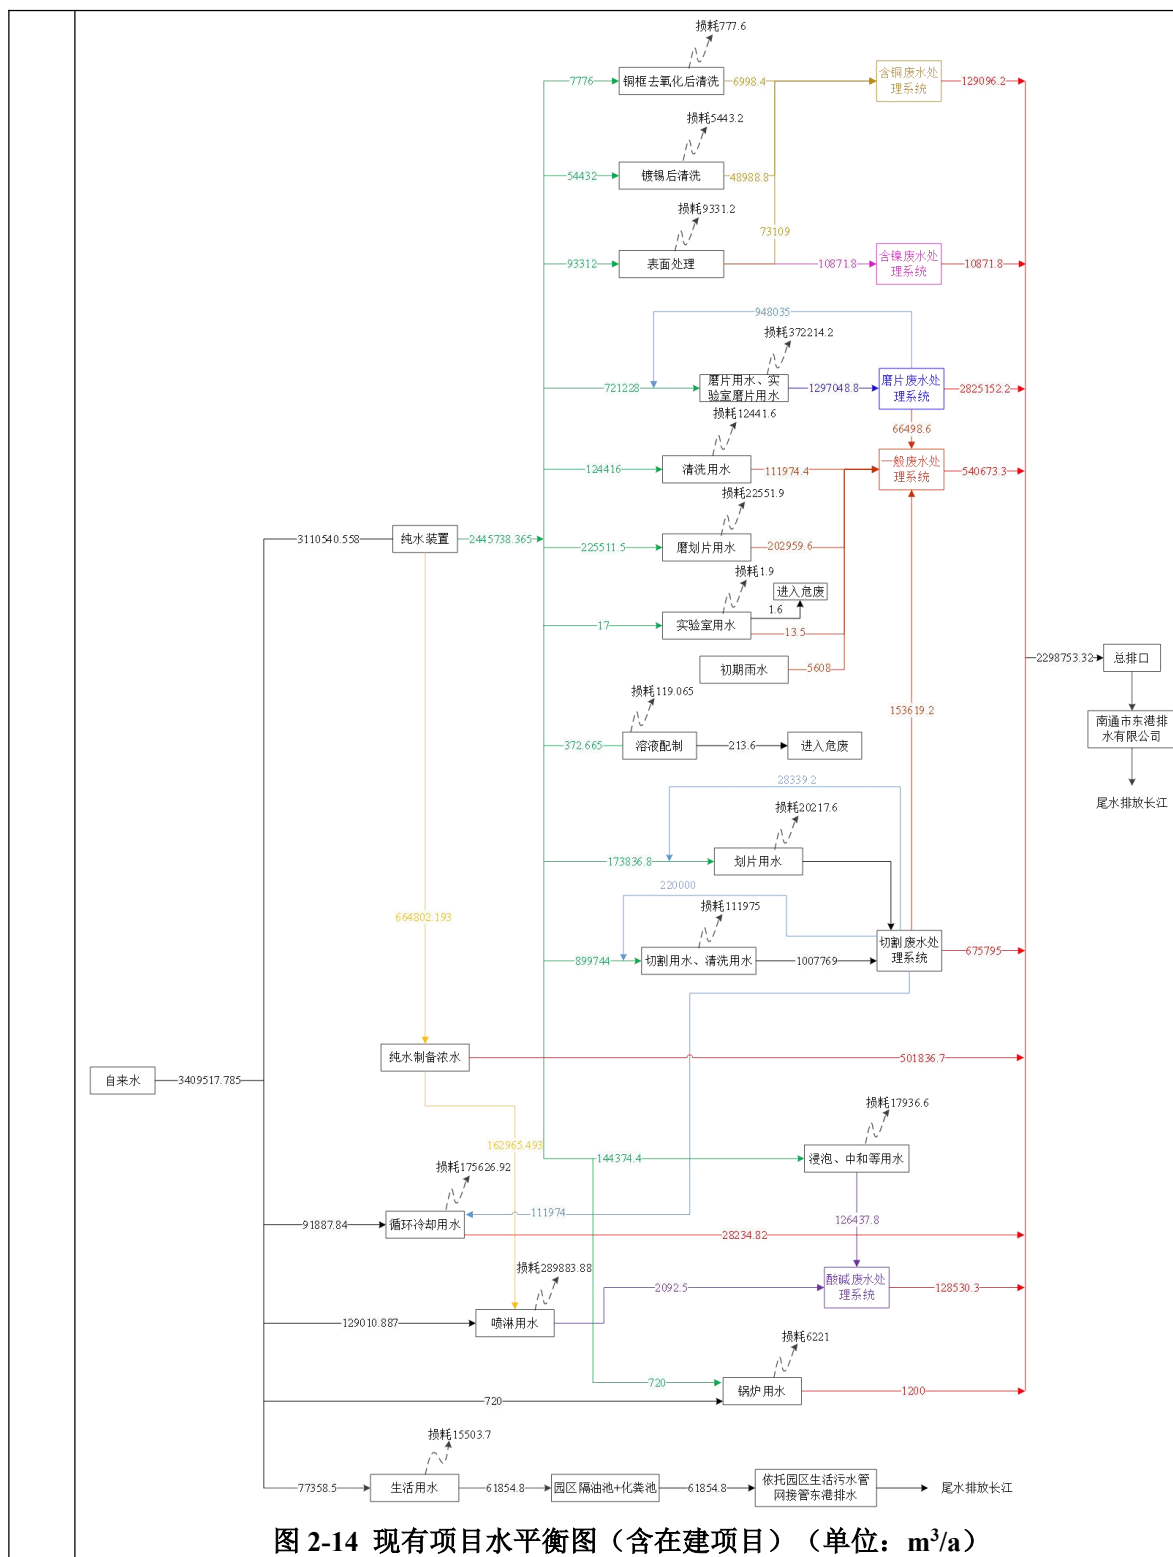 损耗777.6
7776
铜框去氧化后清洗
6998.4
含铜废水处
理系统
129096.2
损耗5443.2
54432
镀锡后清洗
48988.8
损耗9331.2
73109
93312
表面处理
10871.8
含镍废水处
理系统
10871.8
948035
损耗372214.2
721228
磨片用水、实
验室磨片用水
1297048.8
磨片废水处
理系统
2825152.2
损耗12441.6
66498.6
124416
清洗用水
111974.4
一般废水处
理系统
540673.3
损耗22551.9
3110540.558
纯水装置
2445738.365
225511.5
磨划片用水
202959.6
损耗1.9
进入危废
1.6
17
实验室用水
13.5
初期雨水
5608
2298753.32
总排口
损耗119.065
153619.2
南通市东港排
水有限公司
372.665
溶液配制
213.6
进入危废
28339.2
尾水排放长江
损耗20217.6
173836.8
划片用水
220000
损耗111975
664802.193
899744
切割用水、清洗用水
1007769
切割废水处
理系统
675795
纯水制备浓水
501836.7
自来水
3409517.785
损耗17936.6
162965.493
144374.4
浸泡、中和等用水
损耗175626.92
111974
91887.84
循环冷却用水
28234.82
126437.8
损耗289883.88
2092.5
酸碱废水处
理系统
128530.3
129010.887
喷淋用水
损耗6221
720
锅炉用水
1200
720
损耗15503.7
77358.5
生活用水
61854.8
园区隔油池+化粪池
61854.8
依托园区生活污水管
网接管东港排水
尾水排放长江
图 2-14 现有项目水平衡图（含在建项目）（单位：m³/a）